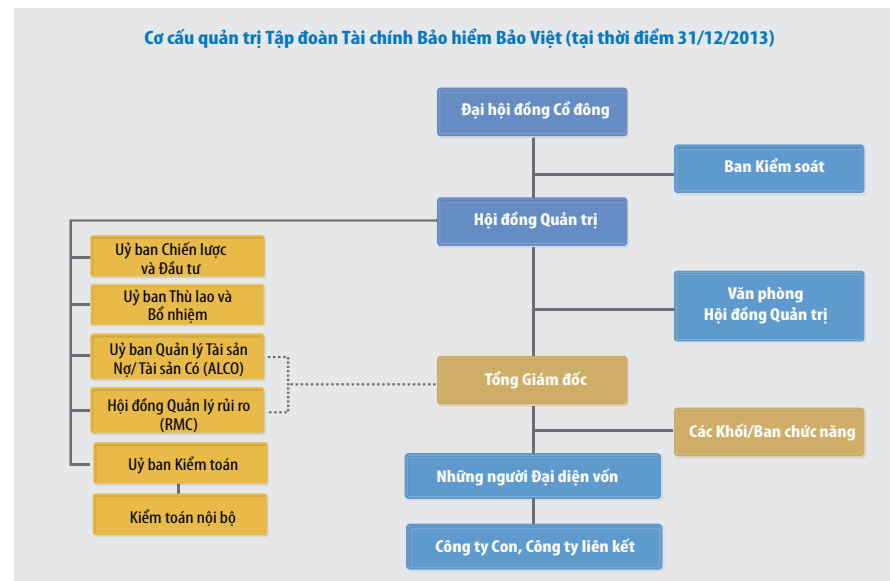 Cơ cấu quản trị Tập đoàn Tài chính Bảo hiểm Bảo Việt (tại thời điểm 31/12/2013)
Đại hội đồng Cổ đông
Ban Kiểm soát
Hội đồng Quản trị
Uỷ ban Chiến lược
và Đầu tư
Uỷ ban Thù lao và
Bổ nhiệm
Văn phòng
Hội đồng Quản trị
Uỷ ban Quản lý Tài sản
Nợ/ Tài sản Có (ALCO)
Tổng Giám đốc
Hội đồng Quản lý rủi ro
(RMC)
Các Khối/Ban chức năng
Uỷ ban Kiểm toán
Những người Đại diện vốn
Kiểm toán nội bộ
Công ty Con, Công ty liên kết